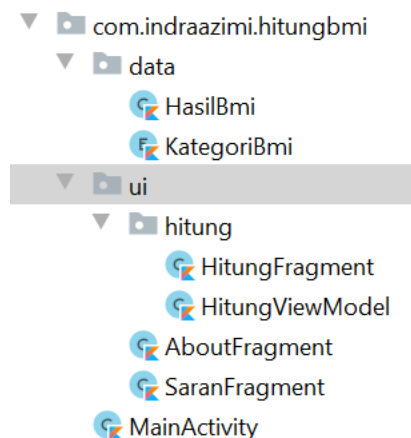 com.indraazimi.hitungbmi
data
HasilBmi
KategoriBmi
ui
hitung
HitungFragment
HitungViewModel
AboutFragment
SaranFragment
MainActivity